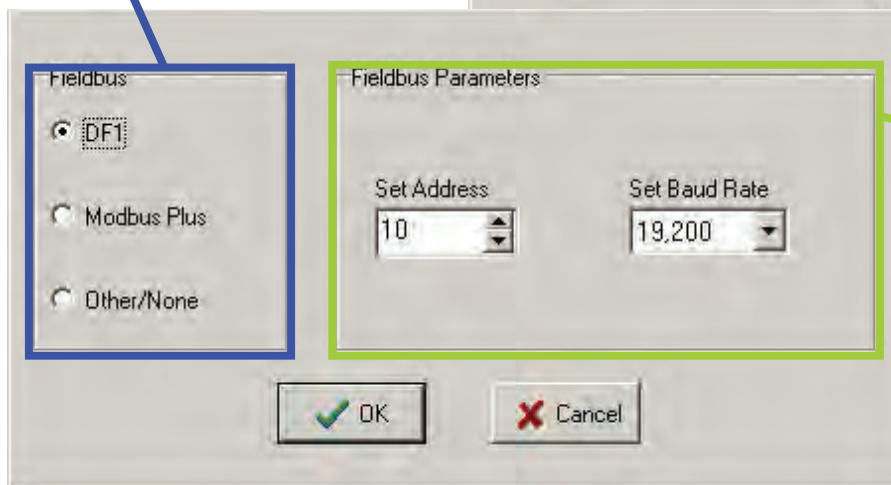 Fieldbus
DF1
Modbus Plus
Other/None
Fieldbus Parameters
Set Address
10
Set Baud Rate
19,200
OK
Cancel